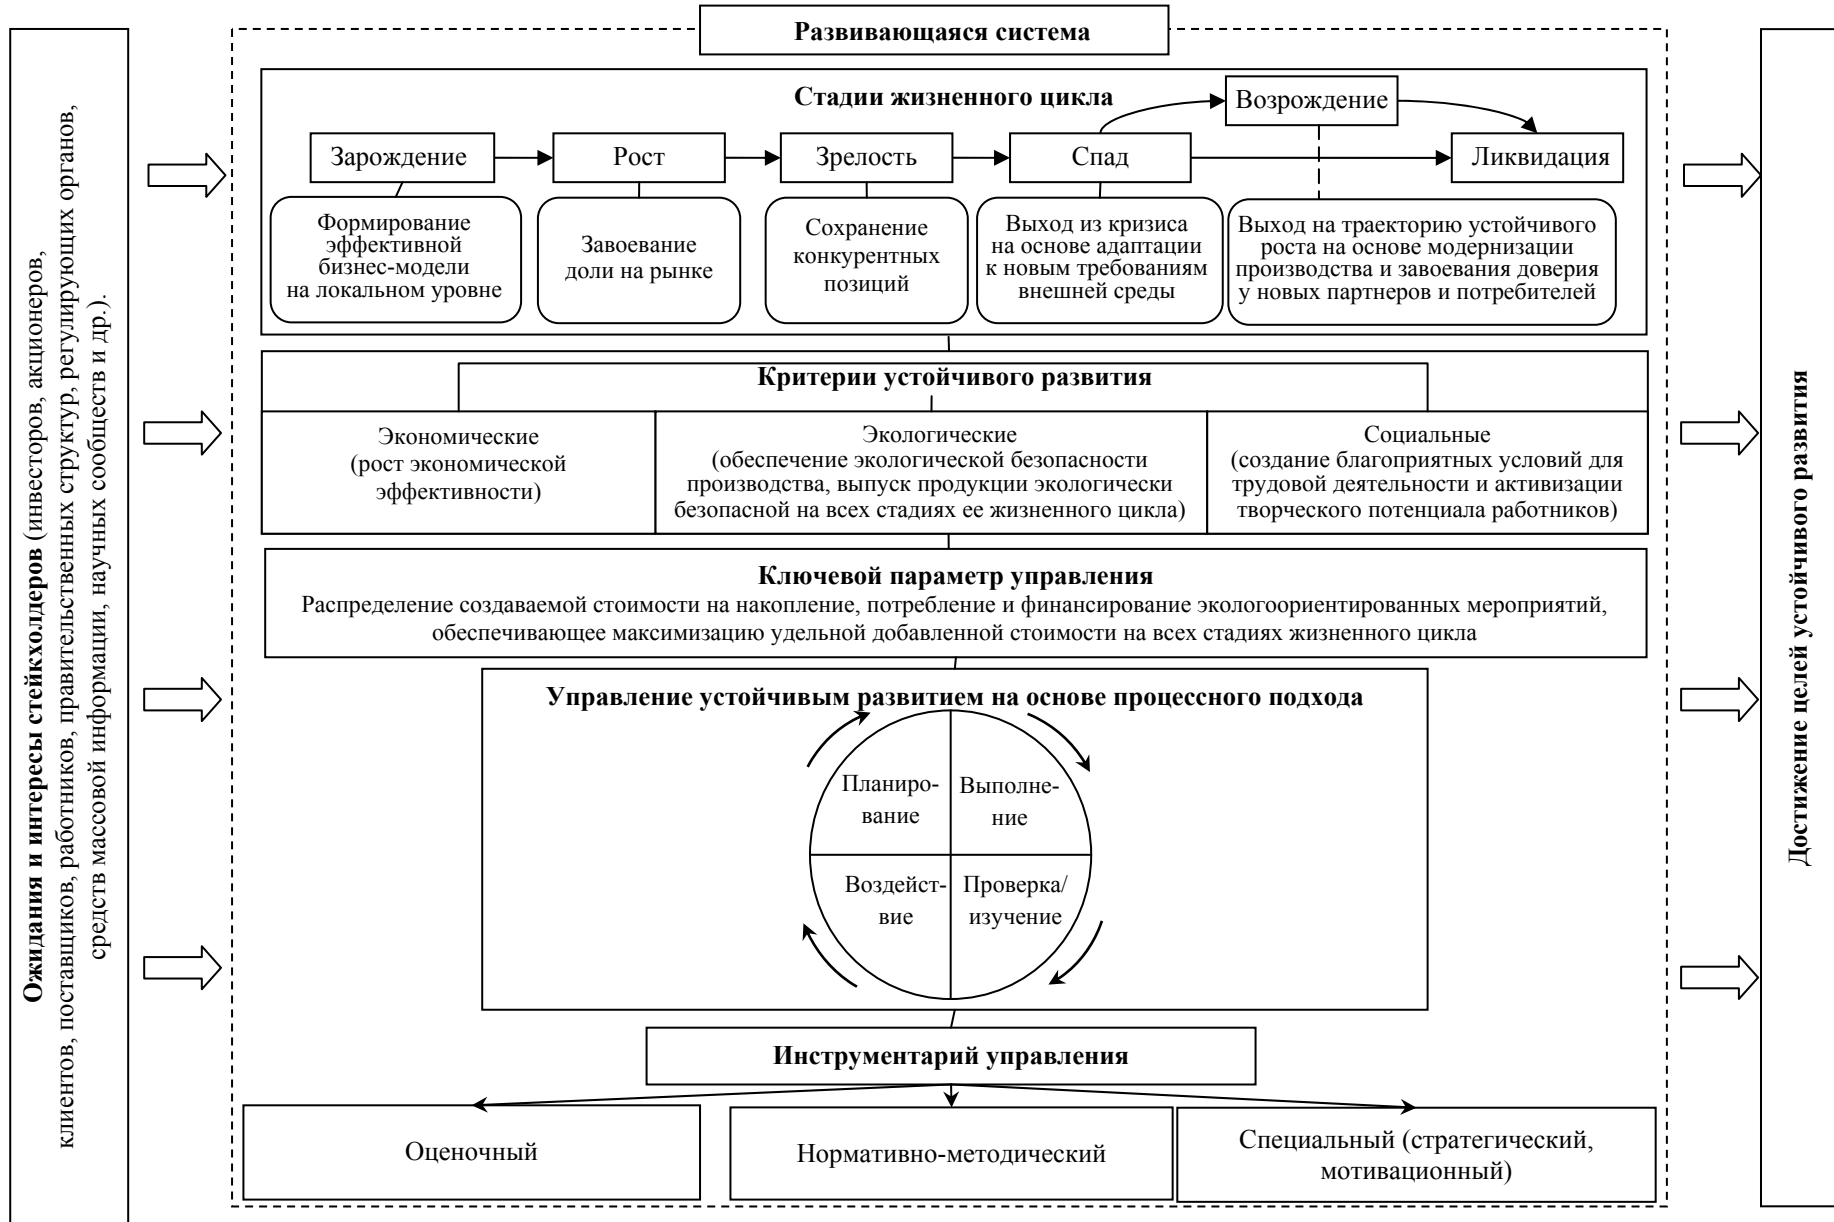 Ожидания и интересы стейкхолдеров (инвесторов, акционеров,
клиентов, поставщиков, работников, правительственных структур, регулирующих органов,
средств массовой информации, научных сообществ и др.).
Развивающаяся система
Стадии жизненного цикла
Возрождение
Зарождение
Рост
Зрелость
Спад
Ликвидация
Формирование
эффективной
бизнес-модели
на локальном уровне
Завоевание
доли на рынке
Сохранение
конкурентных
позиций
Выход из кризиса
на основе адаптации
к новым требованиям
внешней среды
Выход на траекторию устойчивого
роста на основе модернизации
производства и завоевания доверия
у новых партнеров и потребителей
Критерии устойчивого развития
Экономические
(рост экономической
эффективности)
Экологические
(обеспечение экологической безопасности
производства, выпуск продукции экологически
безопасной на всех стадиях ее жизненного цикла)
Социальные
(создание благоприятных условий для
трудовой деятельности и активизации
творческого потенциала работников)
Ключевой параметр управления
Распределение создаваемой стоимости на накопление, потребление и финансирование экологоориентированных мероприятий,
обеспечивающее максимизацию удельной добавленной стоимости на всех стадиях жизненного цикла
Управление устойчивым развитием на основе процессного подхода
Планиро-
вание
Выполне-
ние
Воздейст-
вие
Проверка/
изучение
Инструментарий управления
Оценочный
Нормативно-методический
Специальный (стратегический,
мотивационный)
Достижение целей устойчивого развития